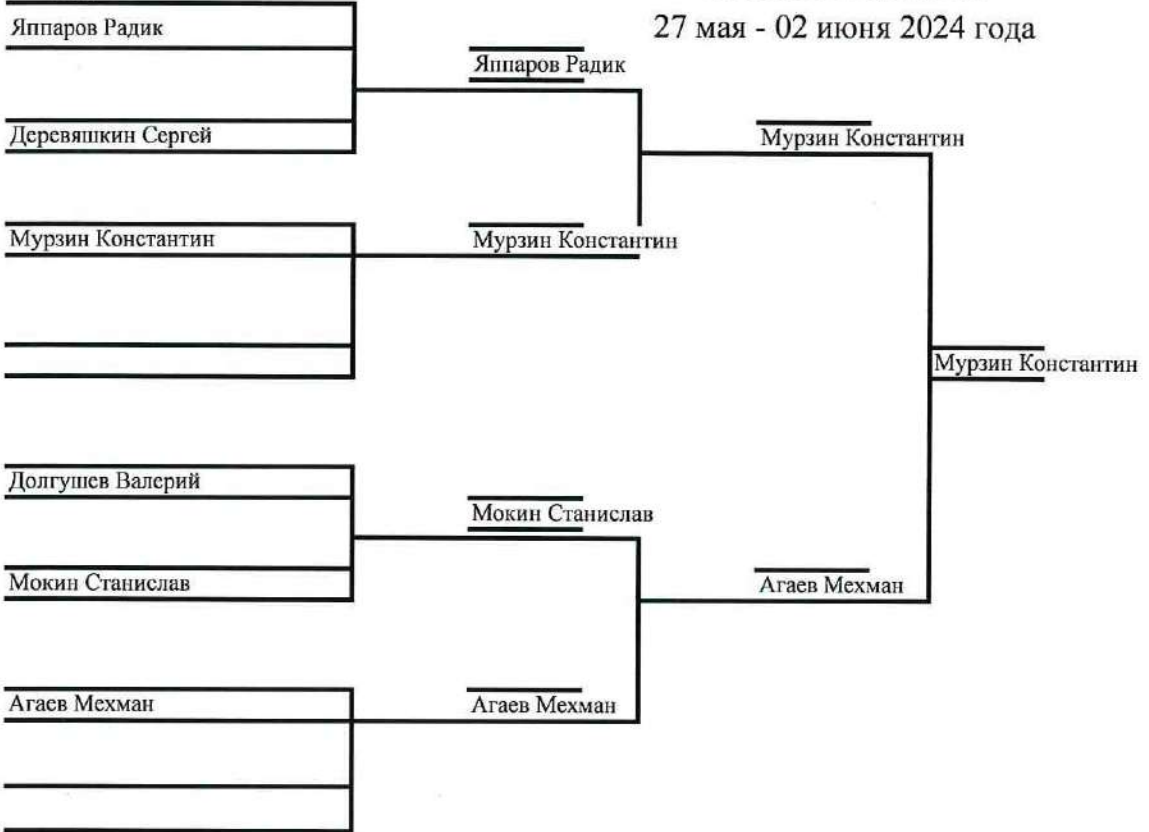 27 мая - 02 июня 2024 года
Яппаров Радик
Яппаров Радик
Деревяшкин Сергей
Мурзин Константин
Мурзин Константин
Мурзин Константин
Мурзин Константин
Долгушев Валерий
Мокин Станислав
Мокин Станислав
Агаев Мехман
Агаев Мехман
Агаев Мехман